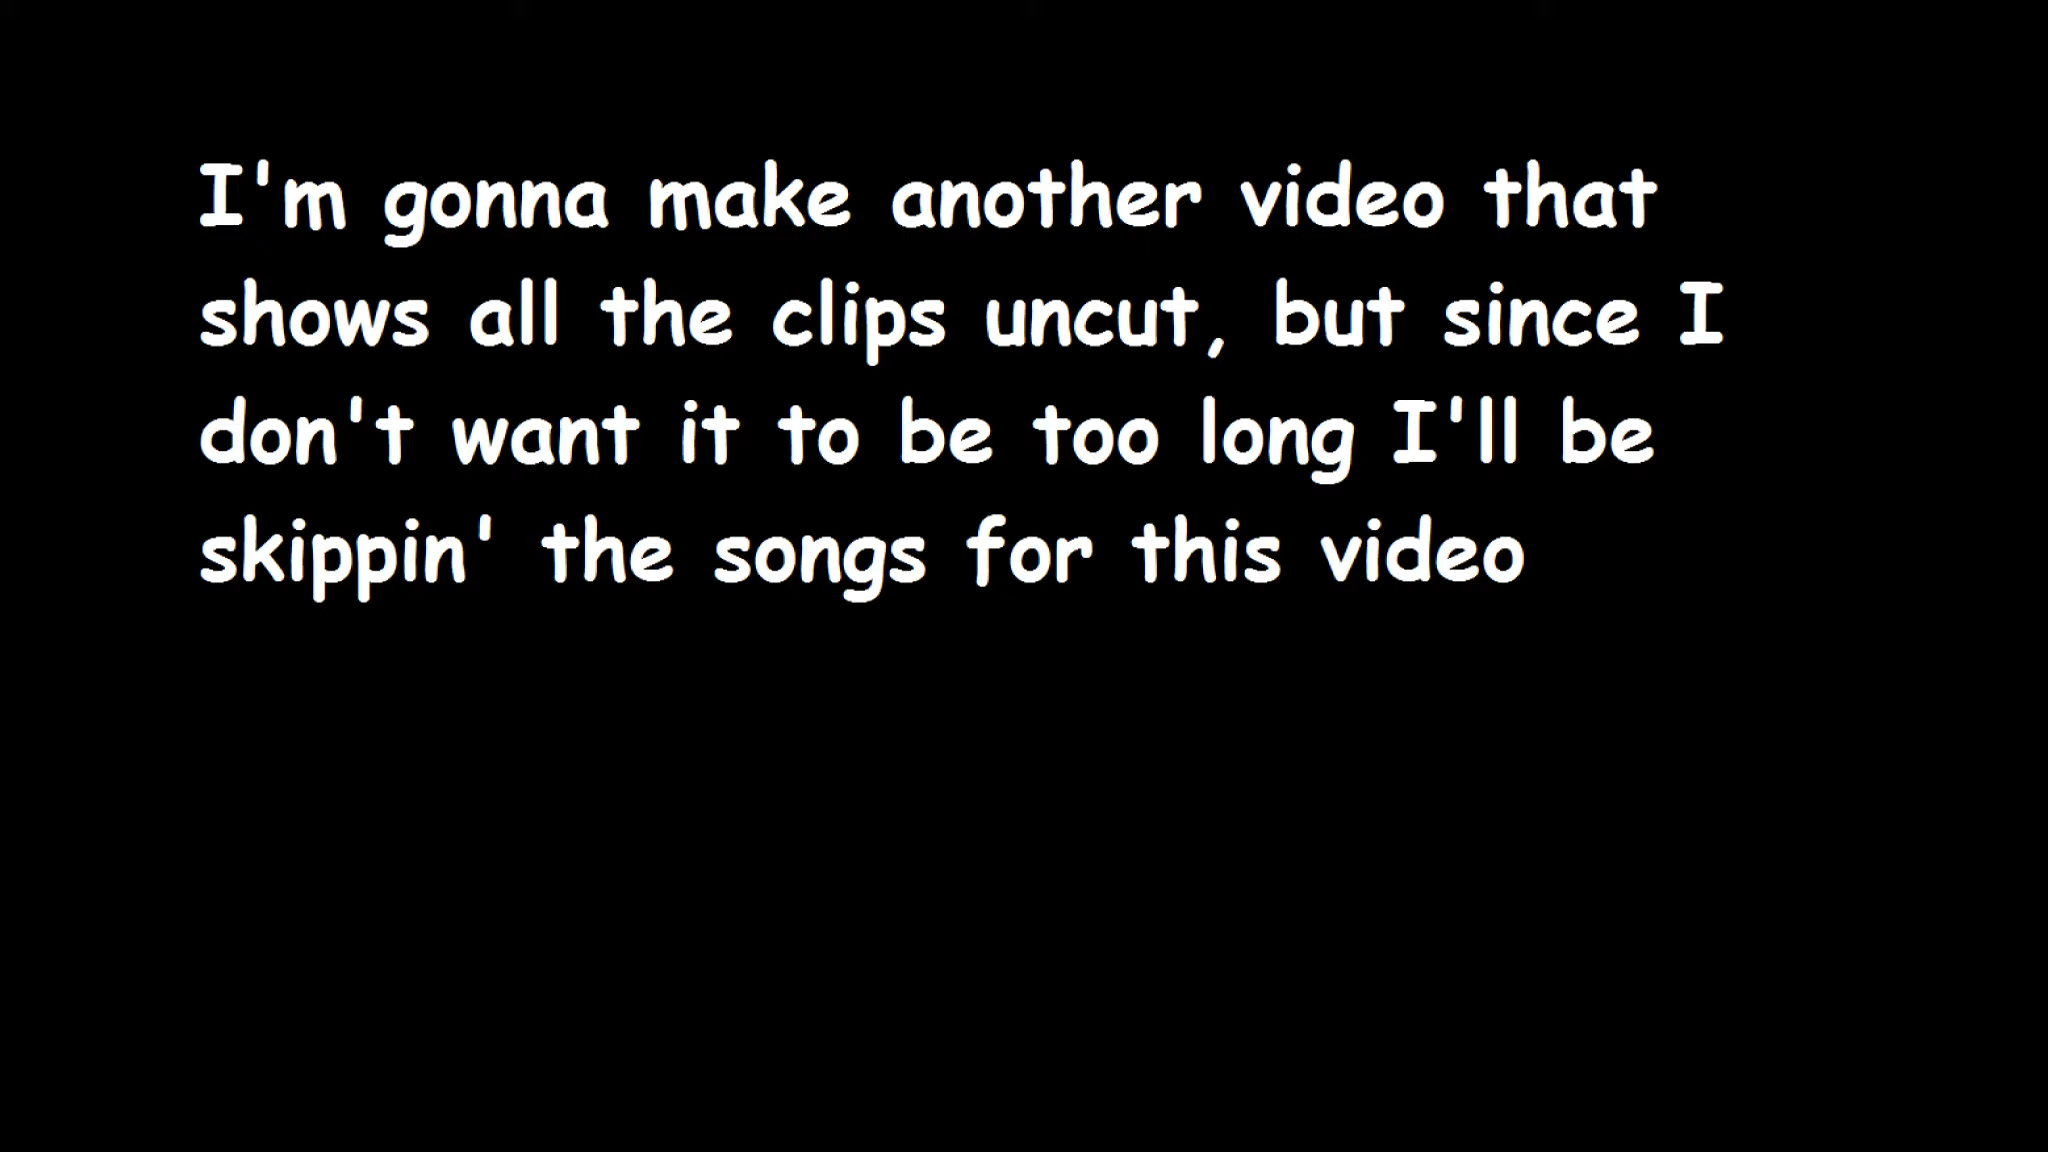 I'm gonna make another video that
shows all the clips uncut, but since I
don't want it to be too long I'll be
skippin' the songs for this video